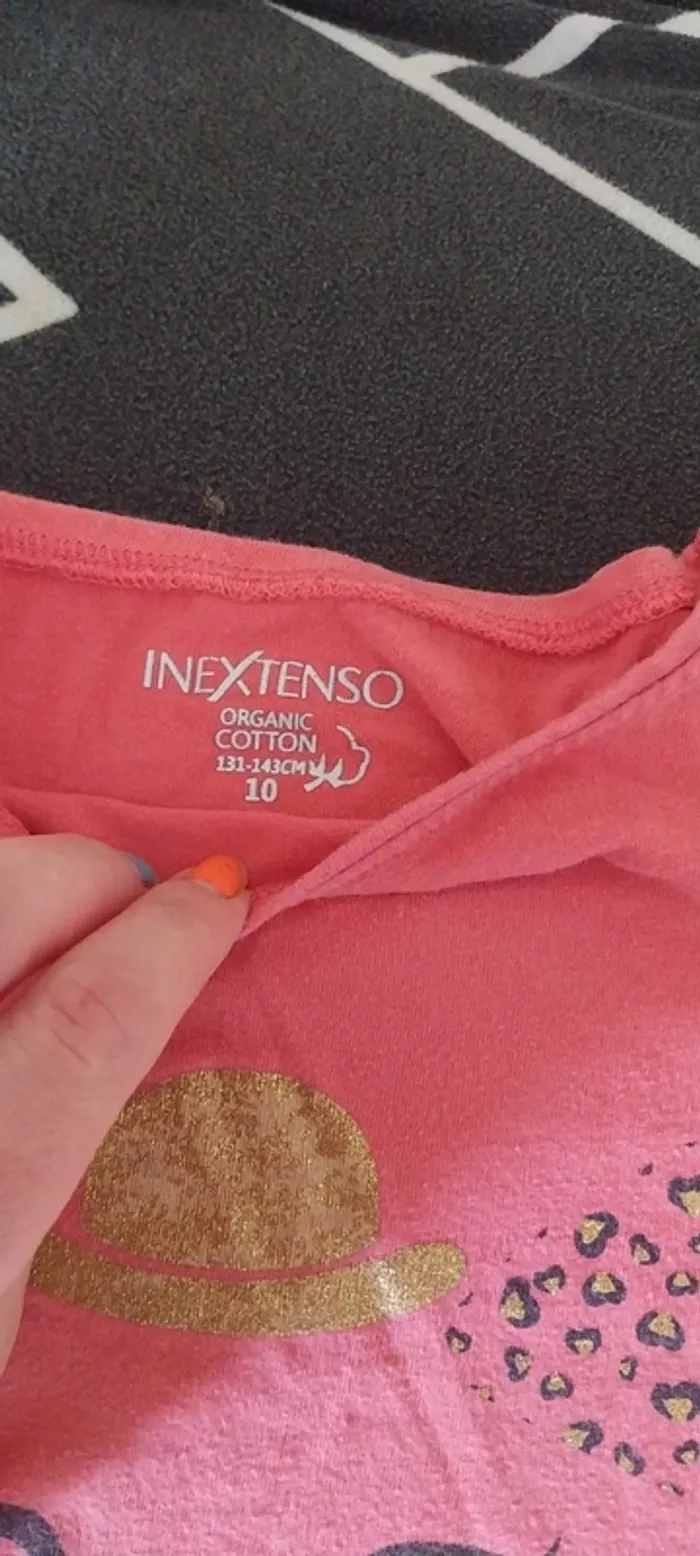 INEXTENSO
ORGANIC
COTTON
131-143CM
10